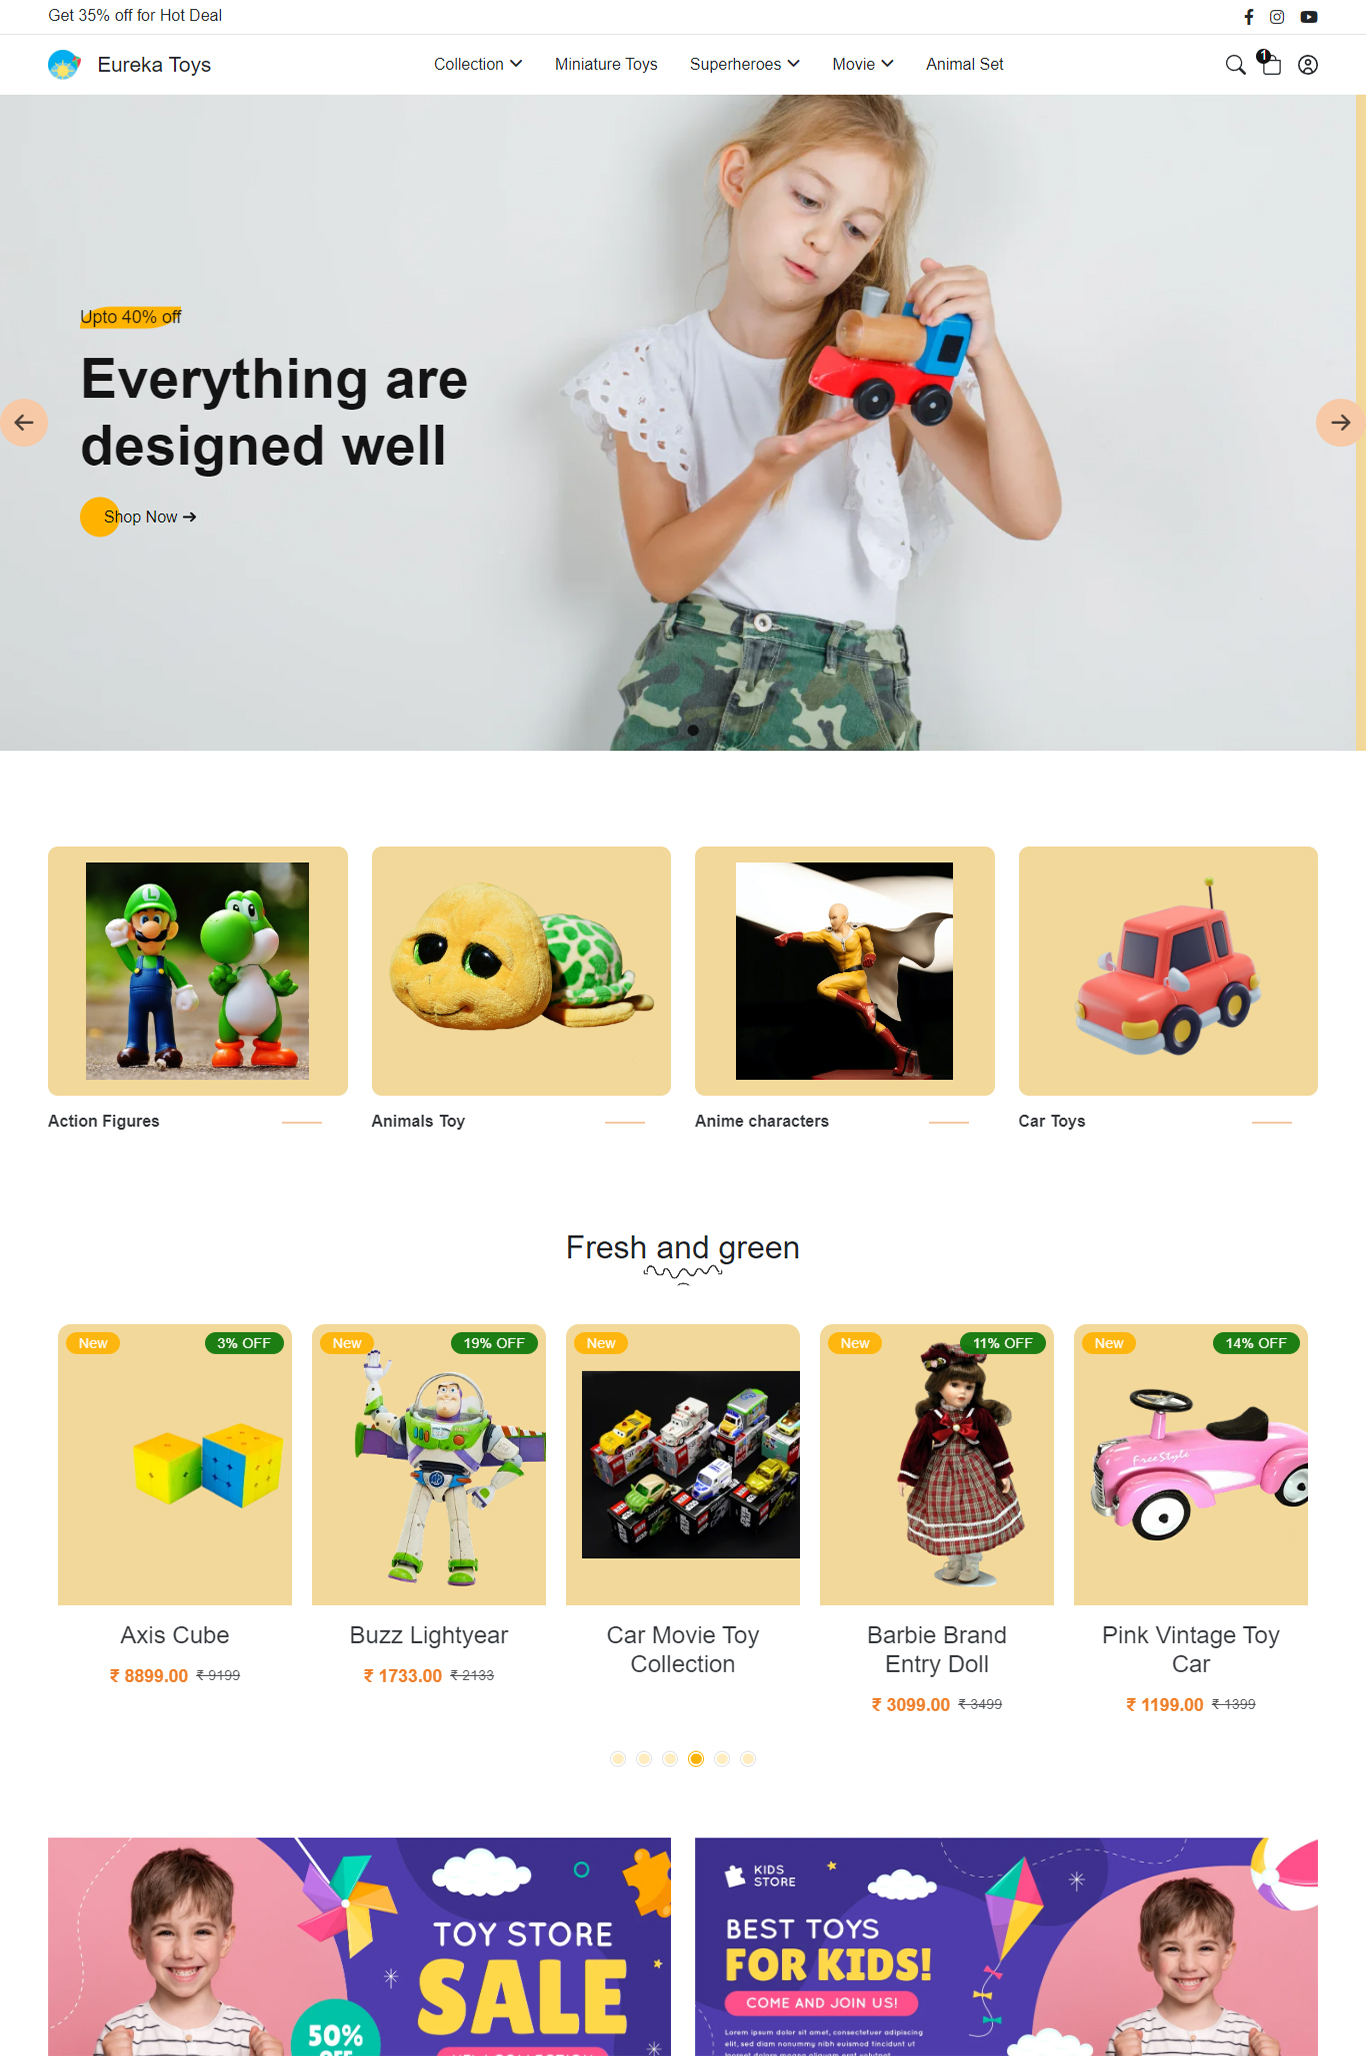 Get 35% off for Hot Deal
Eureka Toys
Collection
Miniature Toys
Superheroes
Movie
Animal Set
1
Upto 40% off
Everything are
designed well
Shop Now
L
Action Figures
Animals Toy
Anime characters
Car Toys
Fresh and green
New
3% OFF
New
19% OFF
New
New
11% OFF
New
14% OFF
FreeStyle
Axis Cube
₹ 8899.00 ₹ 9199
Buzz Lightyear
₹ 1733.00 ₹ 2133
Car Movie Toy
Collection
Barbie Brand
Entry Doll
₹ 3099.00 ₹ 3499
Pink Vintage Toy
Car
₹ 1199.00 ₹ 1399
TOY STORE
SALE
50%
OFF
KIDS
STORE
BEST TOYS
FOR KIDS!
COME AND JOIN US!
Lorem ipsum dolor sit amet, consectetuer adipiscing
elit, sed diam nonummy nibh euismod tincidunt ut